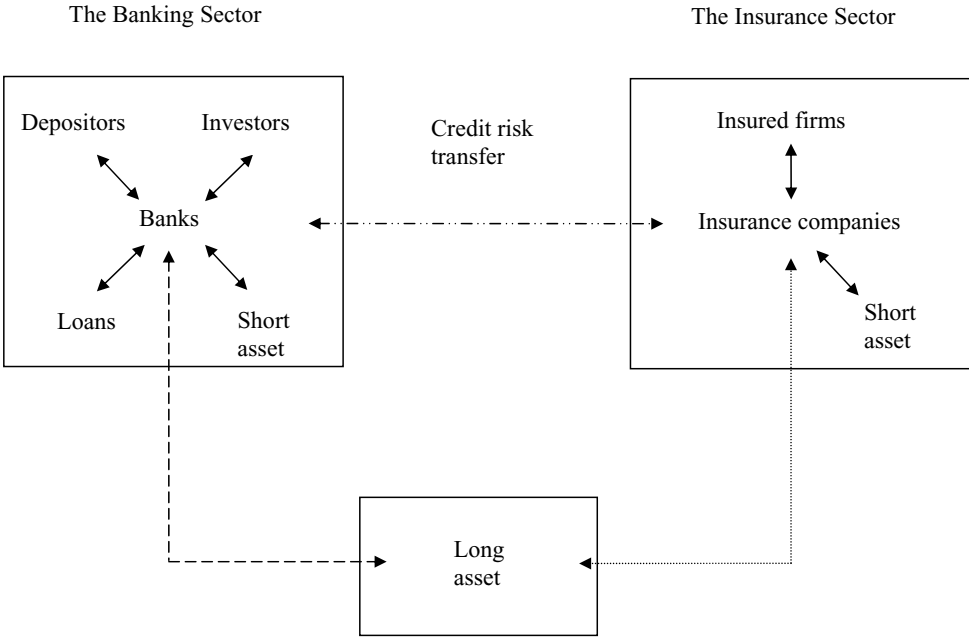 The Banking Sector
The Insurance Sector
Depositors
Investors
Banks
Loans
Short
asset
Credit risk
transfer
Insured firms
Insurance companies
Short
asset
Long
asset